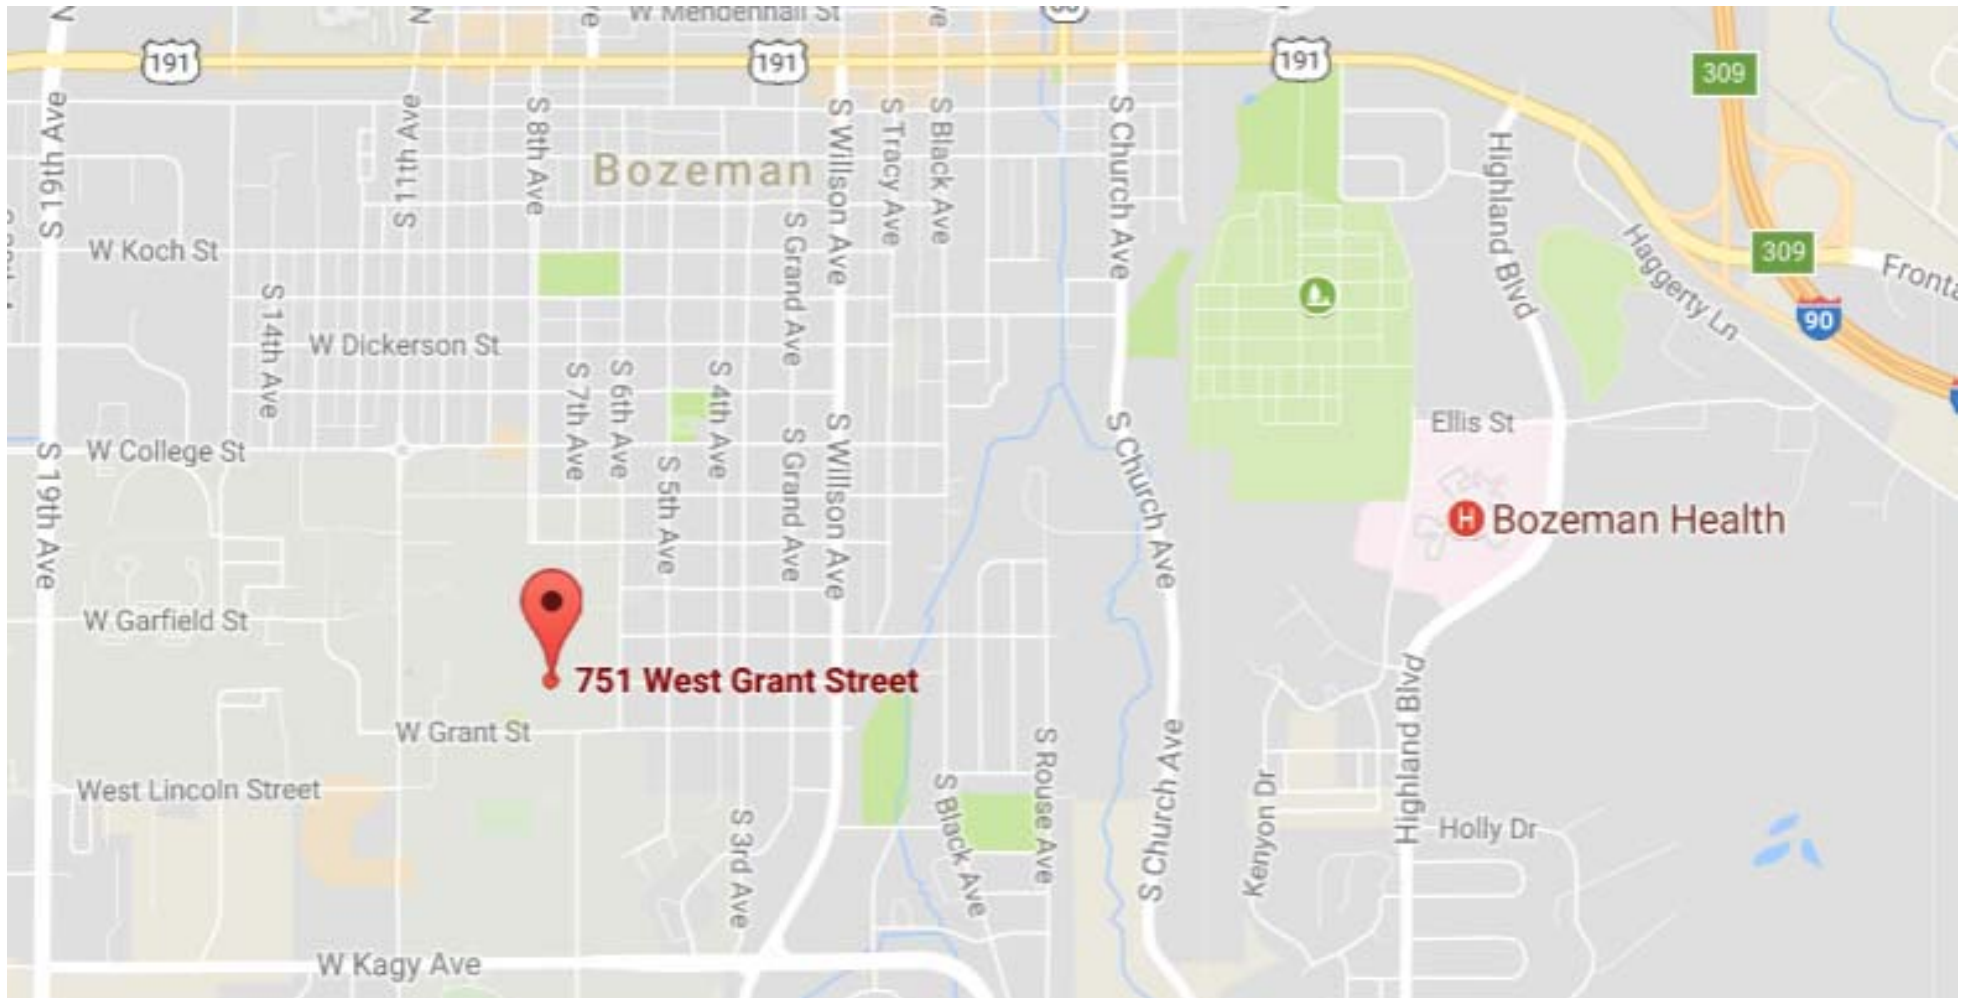 W Mendenhall St
N
N
191
191
191
309
S 19th Ave
S 11th Ave
S 8th Ave
Bozeman
S Willson Ave
S Tracy Ave
S Black Ave
S Church Ave
Highland Blvd
W Koch St
S Grand Ave
Haggerty Ln
309
Fronta
90
S 14th Ave
W Dickerson St
S 7th Ave
S 6th Ave
S 4th Ave
S Willson Ave
S Church Ave
Ellis St
W College St
S 19th Ave
S 5th Ave
S Grand Ave
H Bozeman Health
W Garfield St
751 West Grant Street
W Grant St
Highland Blvd
S Church Ave
S Rouse Ave
West Lincoln Street
S 3rd Ave
S Black Ave
Kenyon Dr
Holly Dr
W Kagy Ave